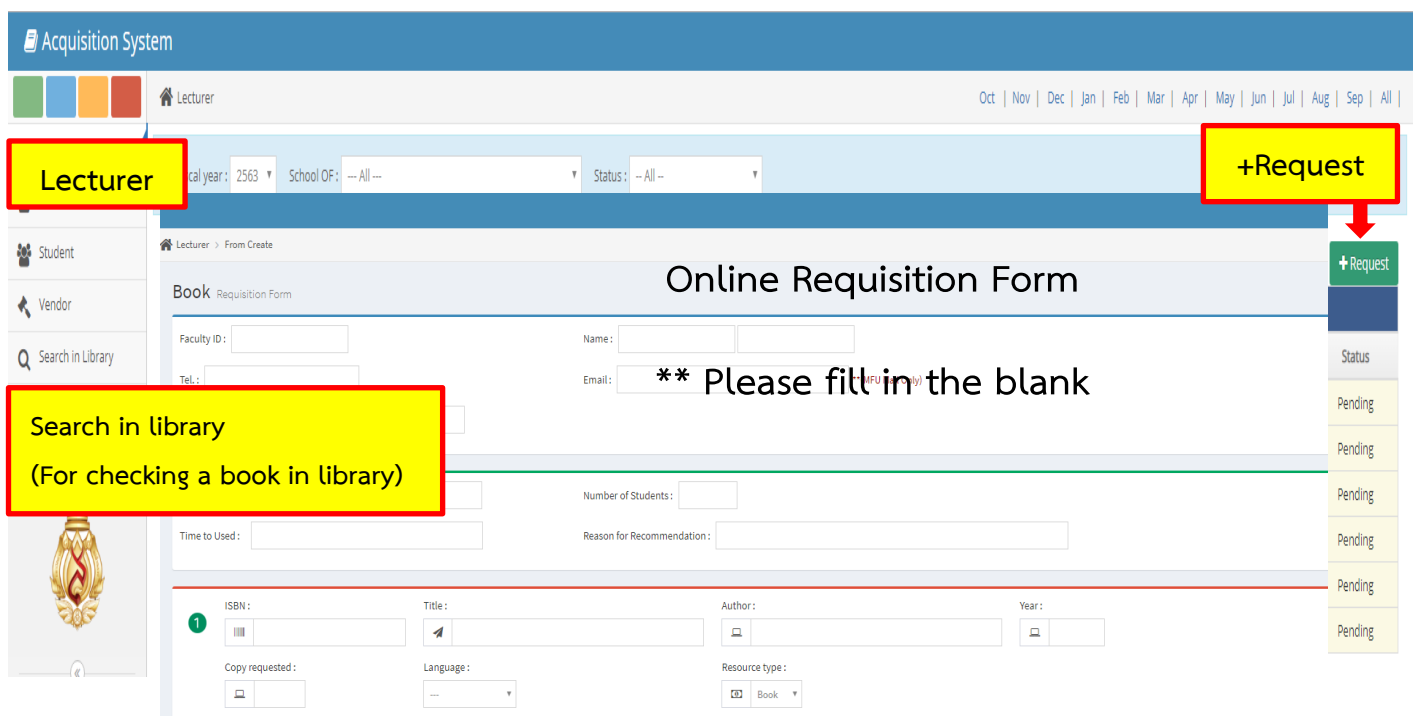 Acquisition System
Lecturer
Oct | Nov | Dec | Jan | Feb | Mar | Apr | May | Jun | Jul | Aug | Sep | All |
Lecturer
cal year : 2563 School OF : --- All --- Status : -- All --
+Request
Student
Vendor
Search in Library
Lecturer > From Create
Online Requisition Form
+ Request
Book Requisition Form
Faculty ID :
Name :
Status
Tel. :
Email :
** Please fill in the blank
Pending
Pending
Pending
Pending
Pending
Pending
Search in library
(For checking a book in library)
Number of Students :
Time to Used :
Reason for Recommendation :
1
ISBN :
Title :
Author :
Year :
Copy requested :
Language :
---
Resource type :
Book